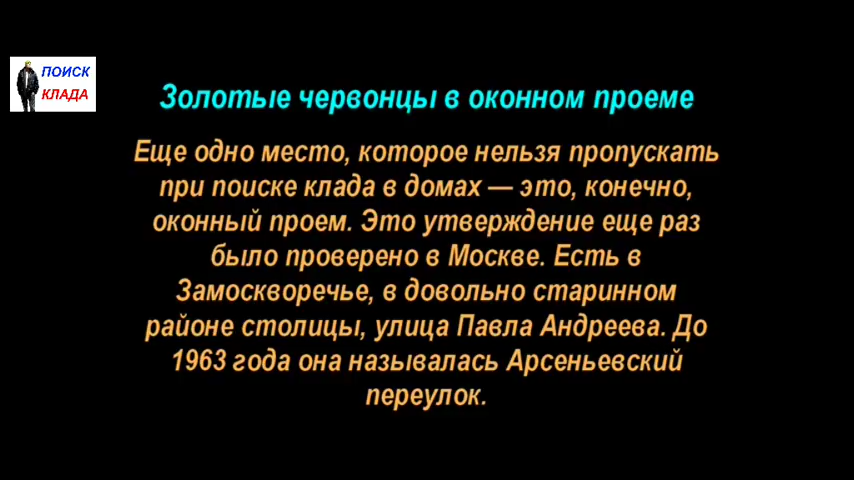 ПОИСК
КЛАДА
Золотые червонцы в оконном проеме
Еще одно место, которое нельзя пропускать
при поиске клада в домах — это, конечно,
оконный проем. Это утверждение еще раз
было проверено в Москве. Есть в
Замоскворечье, в довольно старинном
районе столицы, улица Павла Андреева. До
1963 года она называлась Арсеньевский
переулок.